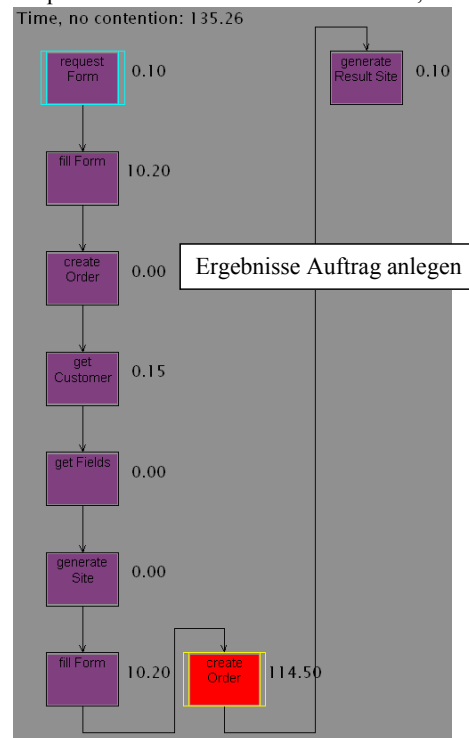 Time, no contention: 135.26
request
Form
0.10
fill Form
10.20
create
Order
0.00
get
Customer
0.15
get Fields
0.00
generate
Site
0.00
fill Form
10.20
create
Order
114.50
generate
Result Site
0.10
Ergebnisse Auftrag anlegen